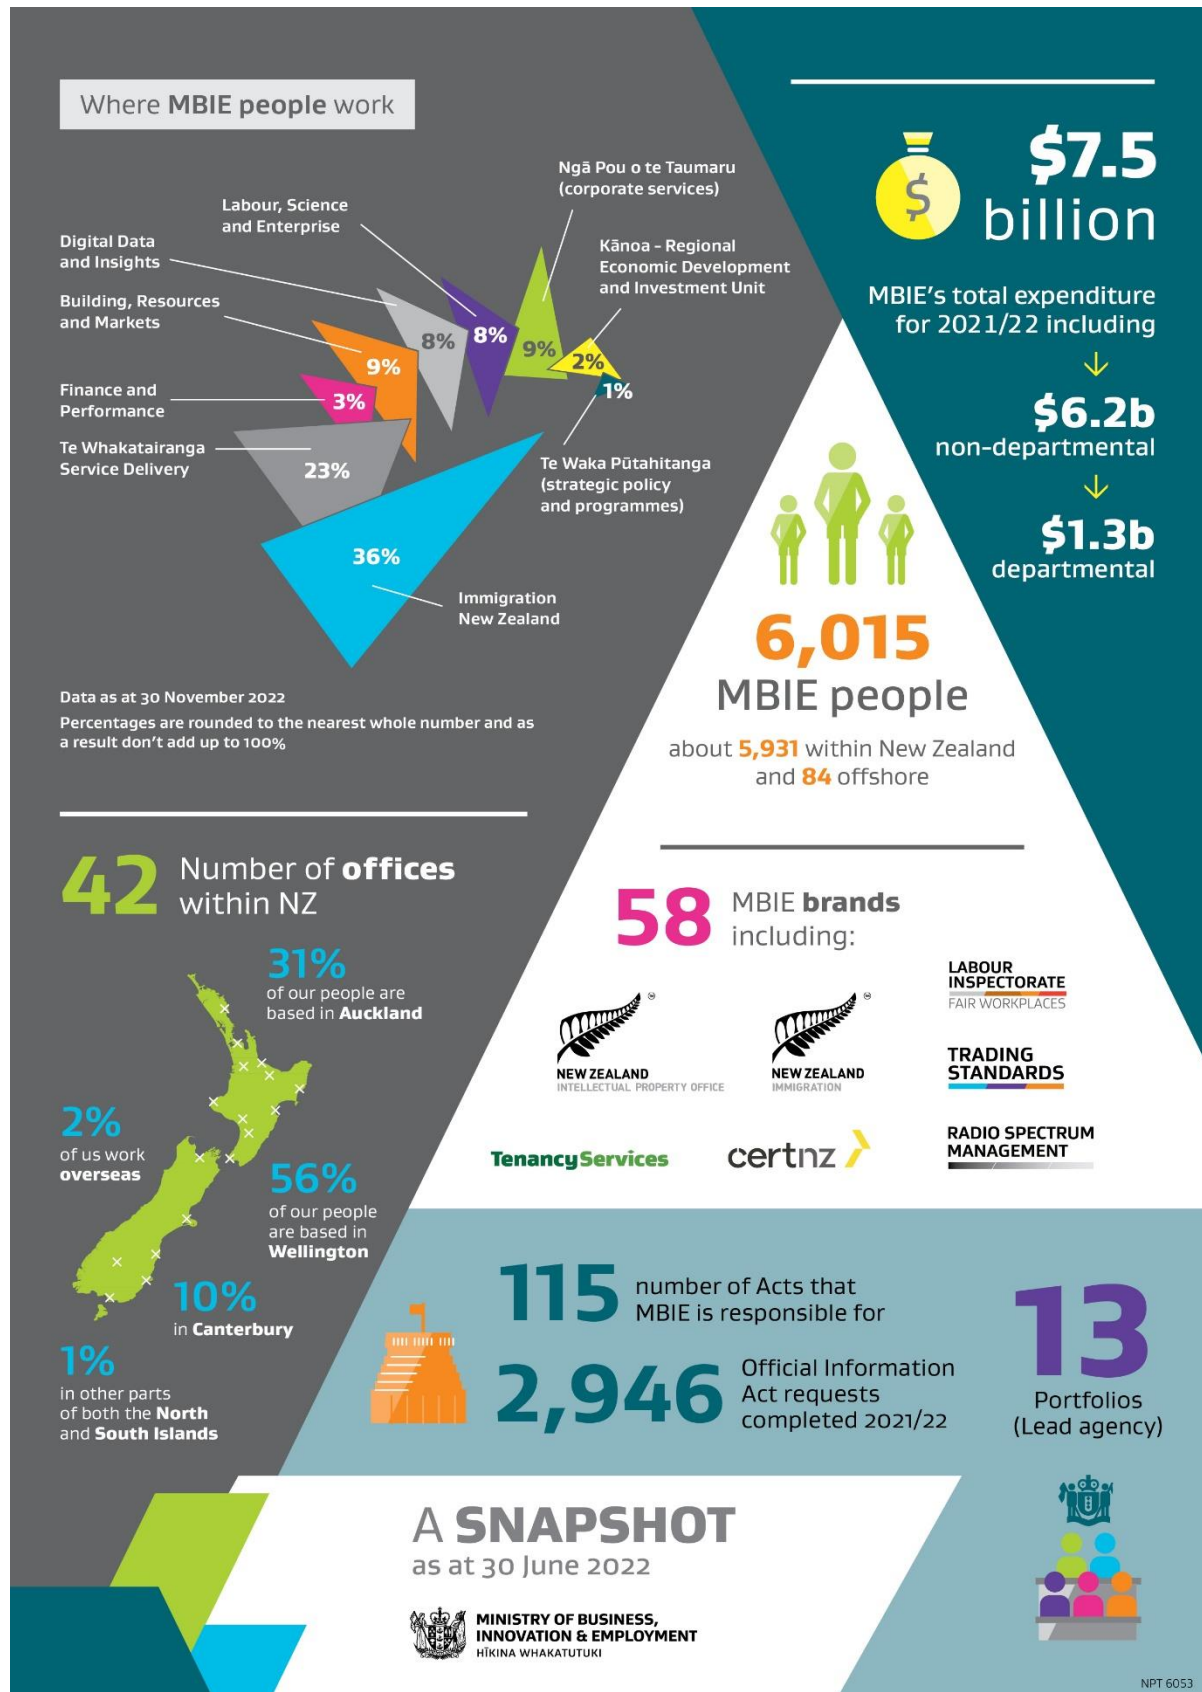 Where MBIE people work
Ngā Pou o te Taumaru
(corporate services)
Labour, Science
and Enterprise
Digital Data
and Insights
Kānoa - Regional
Economic Development
and Investment Unit
Building, Resources
and Markets
8%
8%
9%
2%
9%
1%
Finance and
Performance
3%
Te Whakatairanga
Service Delivery
23%
Te Waka Pūtahitanga
(strategic policy
and programmes)
36%
Immigration
New Zealand
Data as at 30 November 2022
Percentages are rounded to the nearest whole number and as
a result don't add up to 100%
$
$7.5
billion
MBIE's total expenditure
for 2021/22 including
$6.2b
non-departmental
$1.3b
departmental
6,015
MBIE people
about 5,931 within New Zealand
and 84 offshore
42 Number of offices
within NZ
31%
of our people are
based in Auckland
2%
of us work
overseas
56%
of our people
are based in
Wellington
10%
in Canterbury
1%
in other parts
of both the North
and South Islands
58 MBIE brands
including:
NEW ZEALAND
INTELLECTUAL PROPERTY OFFICE
NEW ZEALAND
IMMIGRATION
LABOUR
INSPECTORATE
FAIR WORKPLACES
TRADING
STANDARDS
TenancyServices
certnz
RADIO SPECTRUM
MANAGEMENT
115 number of Acts that
MBIE is responsible for
2,946 Official Information
Act requests
completed 2021/22
13
Portfolios
(Lead agency)
A SNAPSHOT
as at 30 June 2022
MINISTRY OF BUSINESS,
INNOVATION & EMPLOYMENT
HĪKINA WHAKATUTUKI
NPT 6053